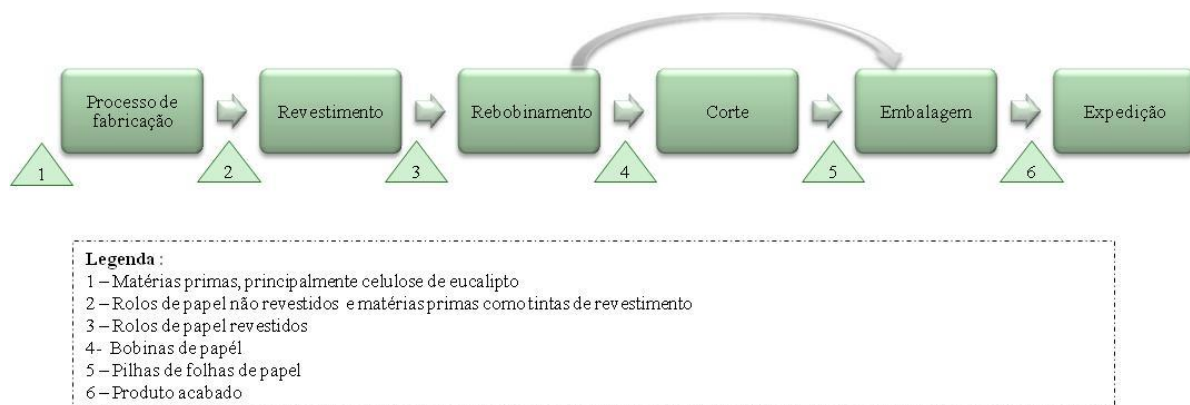 Processo de
fabricação
Revestimento
Rebobinamento
Corte
Embalagem
Expedição
1
2
3
4
5
6
Legenda :
1 – Matérias primas, principalmente celulose de eucalipto
2 – Rolos de papel não revestidos e matérias primas como tintas de revestimento
3 – Rolos de papel revestidos
4- Bobinas de papél
5 – Pilhas de folhas de papel
6 – Produto acabado